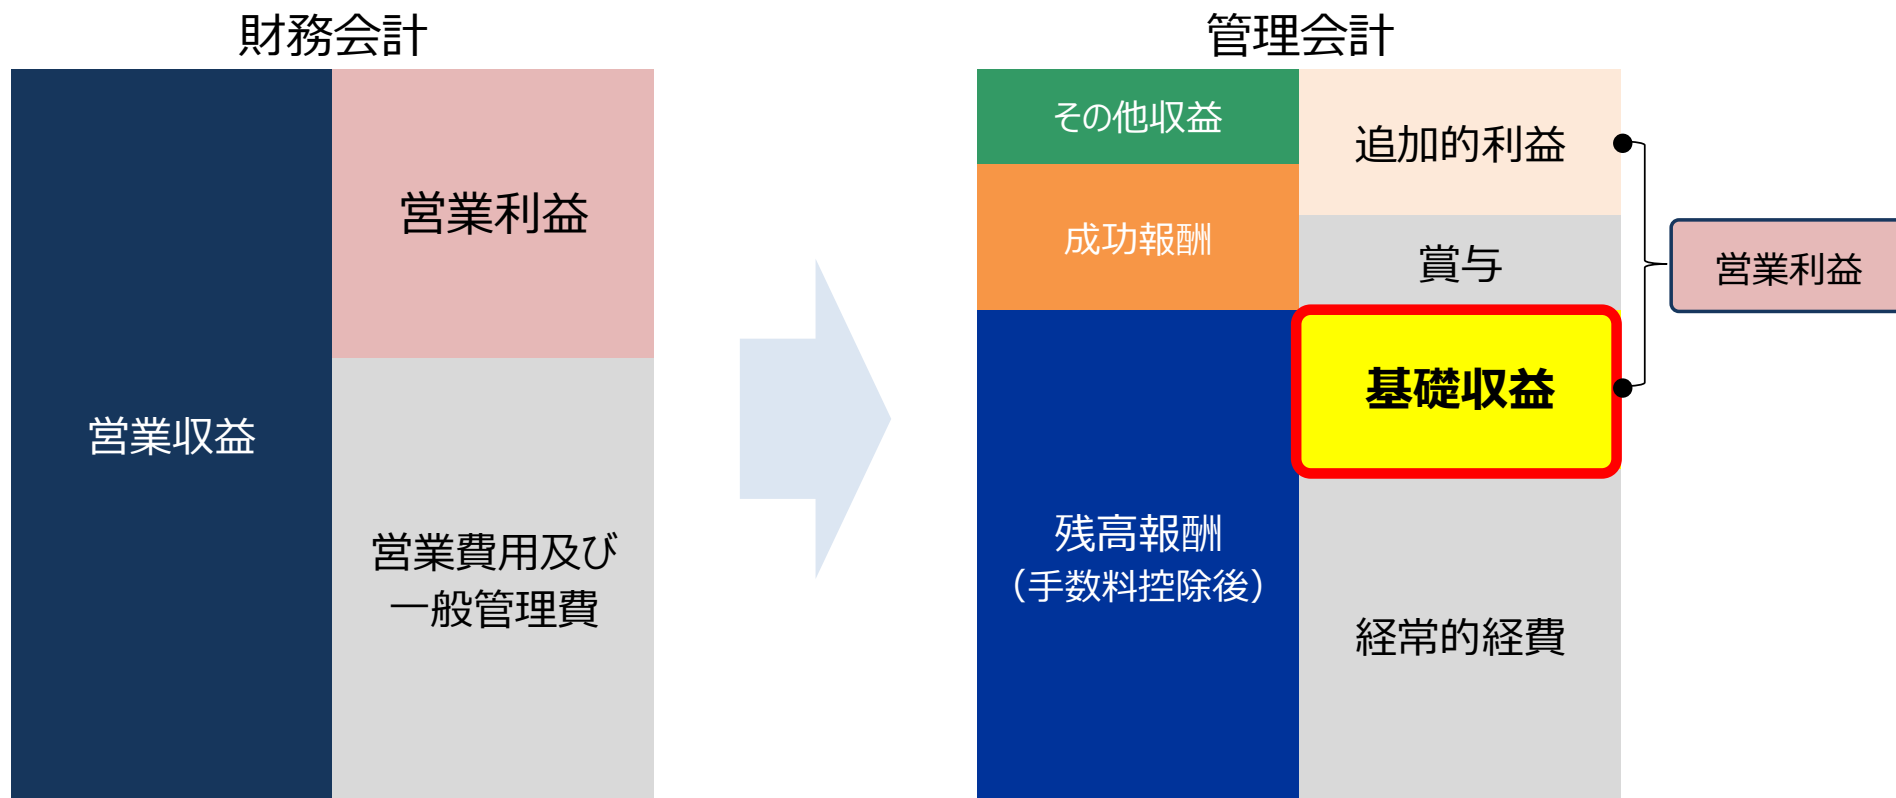 財務会計
営業収益
営業利益
営業費用及び
一般管理費
管理会計
その他収益
成功報酬
残高報酬
（手数料控除後）
追加的利益
賞与
基礎収益
経常的経費
営業利益